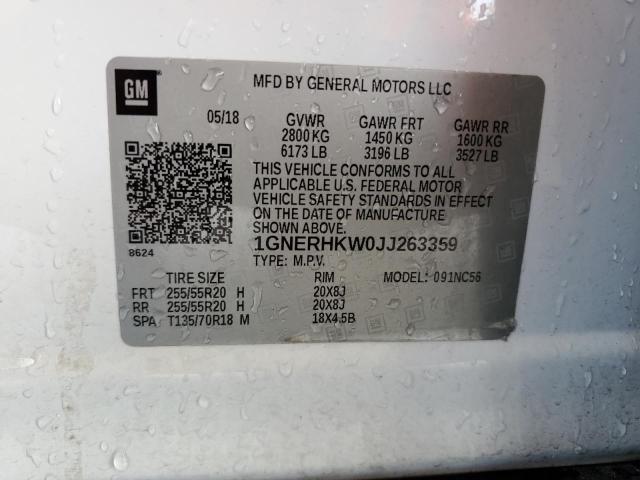 GM
MFD BY GENERAL MOTORS LLC
05/18 GVWR GAWR FRT GAWR RR
2800 KG 1450 KG 1600 KG
6173 LB 3196 LB 3527 LB
THIS VEHICLE CONFORMS TO ALL
APPLICABLE U.S. FEDERAL MOTOR
VEHICLE SAFETY STANDARDS IN EFFECT
ON THE DATE OF MANUFACTURE
SHOWN ABOVE.
8624
1GNERHKW0JJ263359
TYPE: M.P.V. MODEL: 091NC56
TIRE SIZE RIM
FRT 255/55R20 H 20X8J
RR 255/55R20 H 20X8J
SPA T135/70R18 M 18X4.5B